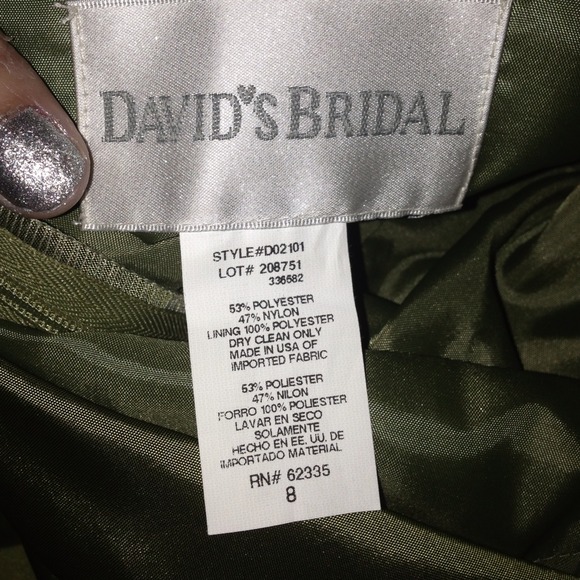 DAVID'S BRIDAL
STYLE#D02101
LOT# 206751
336582
53% POLYESTER
47% NYLON
LINING 100% POLYESTER
DRY CLEAN ONLY
MADE IN USA OF
IMPORTED FABRIC
53% POLIESTER
47% NILON
FORRO 100% POLIESTER
LAVAR EN SECO
SOLAMENTE
HECHO EN EE. UU. DE
IMPORTADO MATERIAL
RN# 62335
8